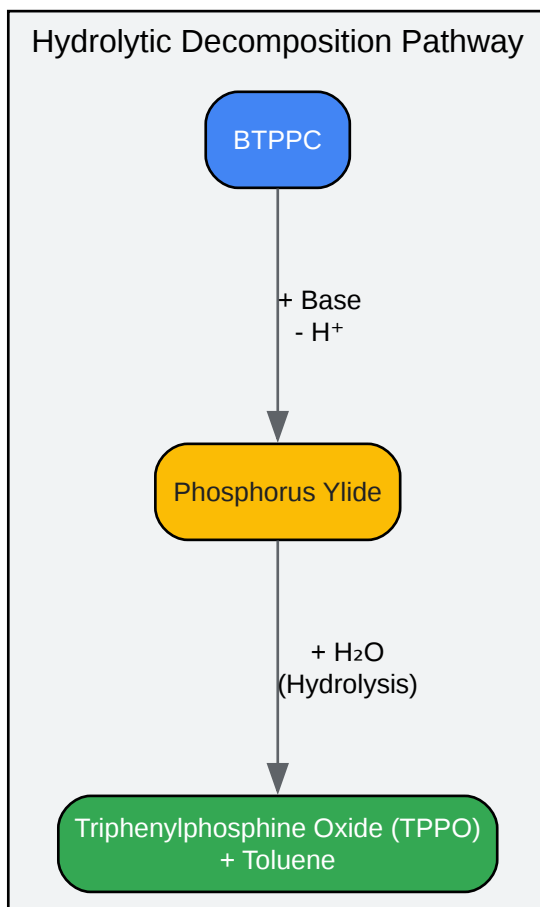 Hydrolytic Decomposition Pathway
BTPPC
+ Base
- H⁺
Phosphorus Ylide
+ H₂O
(Hydrolysis)
Triphenylphosphine Oxide (TPPO)
+ Toluene